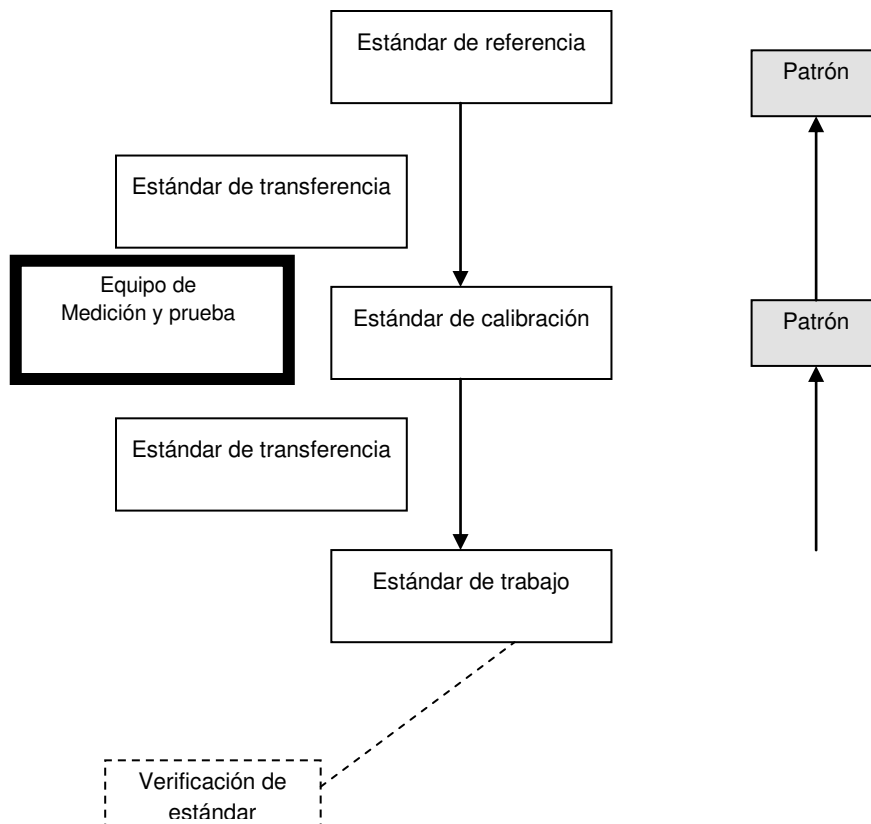 Estándar de referencia
Patrón
Estándar de transferencia
Equipo de
Medición y prueba
Estándar de calibración
Patrón
Estándar de transferencia
Estándar de trabajo
Verificación de
estándar